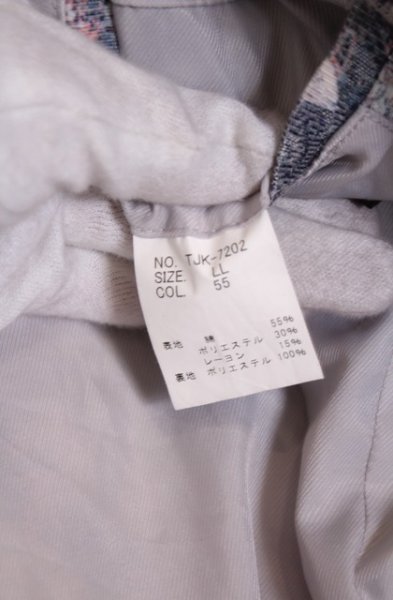 NO. TJK-7202
SIZE. LL
COL. 55
表地 綿 55%
ポリエステル 30%
レーヨン 15%
裏地 ポリエステル 100%